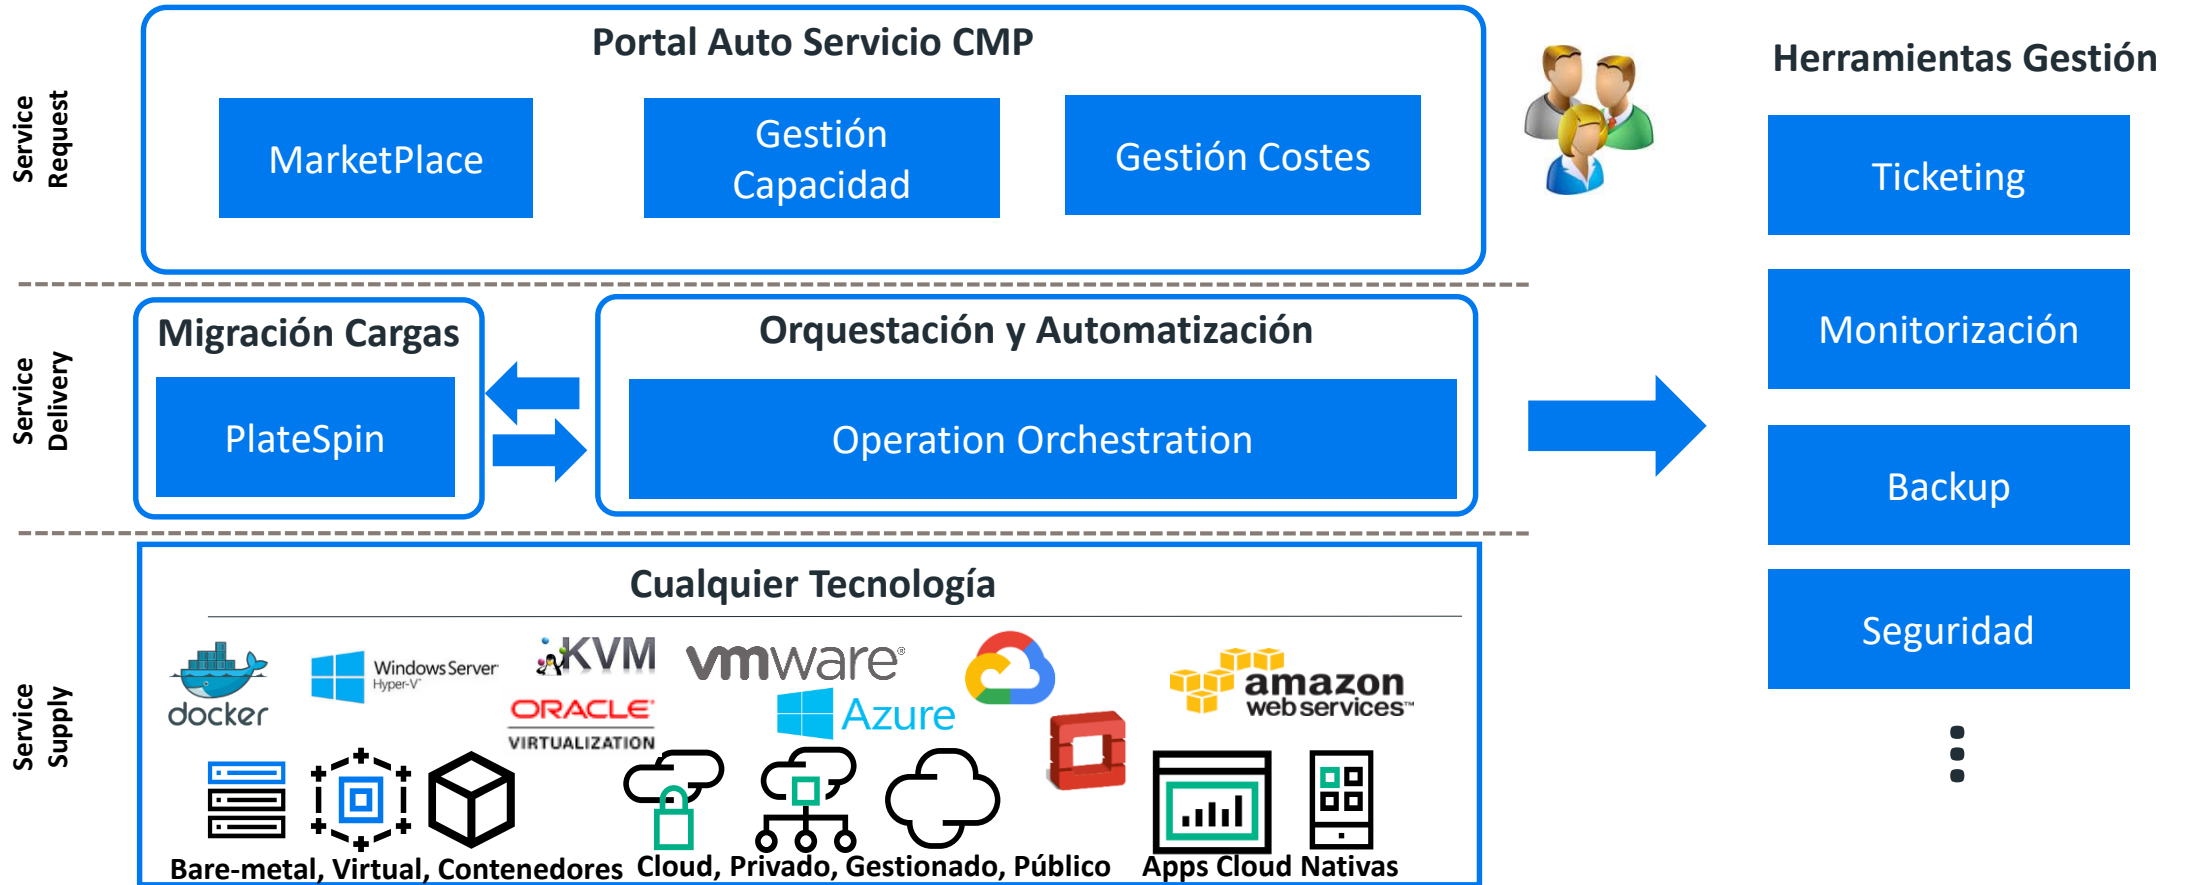 Portal Auto Servicio CMP
Service
Request
MarketPlace
Gestión
Capacidad
Gestión Costes
Herramientas Gestión
Ticketing
Monitorización
Backup
Seguridad
Service
Delivery
Migración Cargas
PlateSpin
Orquestación y Automatización
Operation Orchestration
Service
Supply
Cualquier Tecnología
docker
Windows Server
Hyper-V
KVM
ORACLE
VIRTUALIZATION
vmware
Azure
amazon
web services™
Bare-metal, Virtual, Contenedores
Cloud, Privado, Gestionado, Público
Apps Cloud Nativas